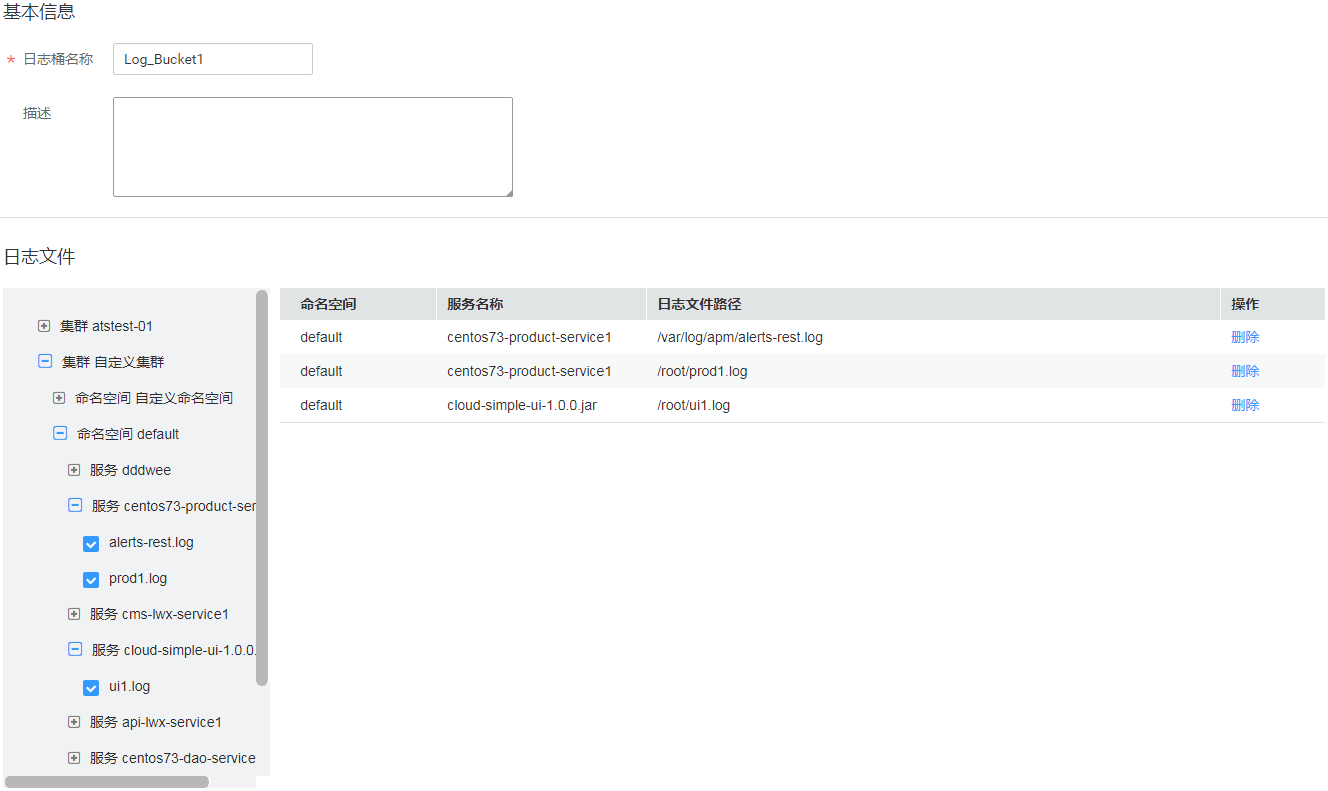 基本信息
* 日志桶名称 Log_Bucket1
描述
日志文件
集群 atstest-01
集群 自定义集群
命名空间 自定义命名空间
命名空间 default
服务 dddwee
服务 centos73-product-ser
alerts-rest.log
prod1.log
服务 cms-lwx-service1
服务 cloud-simple-ui-1.0.0.
ui1.log
服务 api-lwx-service1
服务 centos73-dao-service
命名空间 服务名称 日志文件路径 操作
default centos73-product-service1 /var/log/apm/alerts-rest.log 删除
default centos73-product-service1 /root/prod1.log 删除
default cloud-simple-ui-1.0.0.jar /root/ui1.log 删除